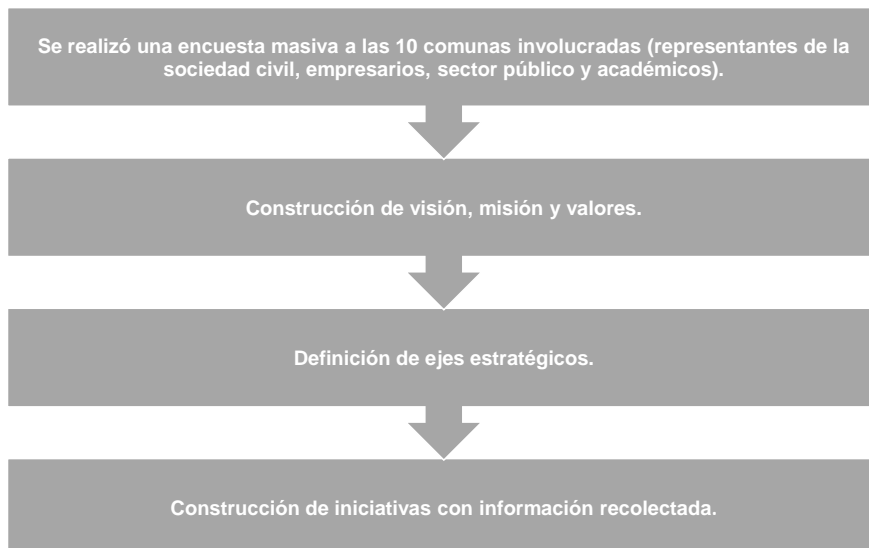 Se realizó una encuesta masiva a las 10 comunas involucradas (representantes de la
sociedad civil, empresarios, sector público y académicos).
Construcción de visión, misión y valores.
Definición de ejes estratégicos.
Construcción de iniciativas con información recolectada.